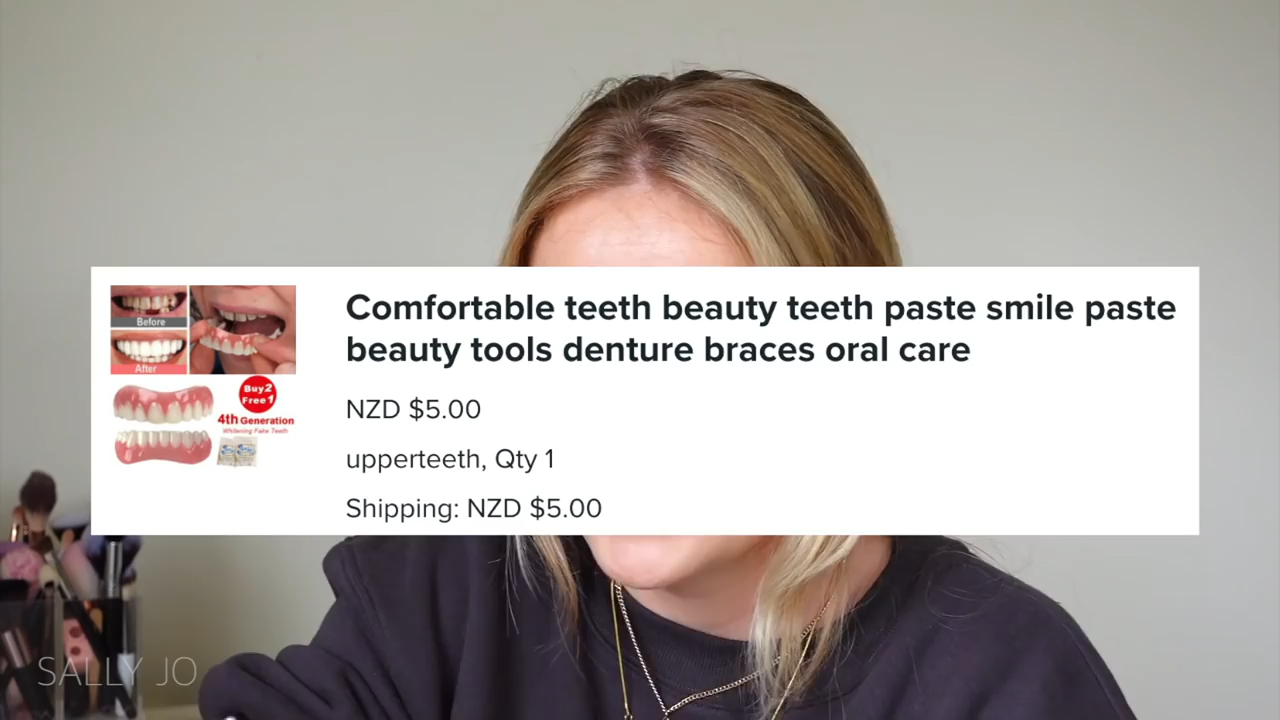 Comfortable teeth beauty teeth paste smile paste
beauty tools denture braces oral care
NZD $5.00
upperteeth, Qty 1
Shipping: NZD $5.00
Before
After
Buy2
Free1
4th Generation
Whitening Fake Teeth
SALLY JO